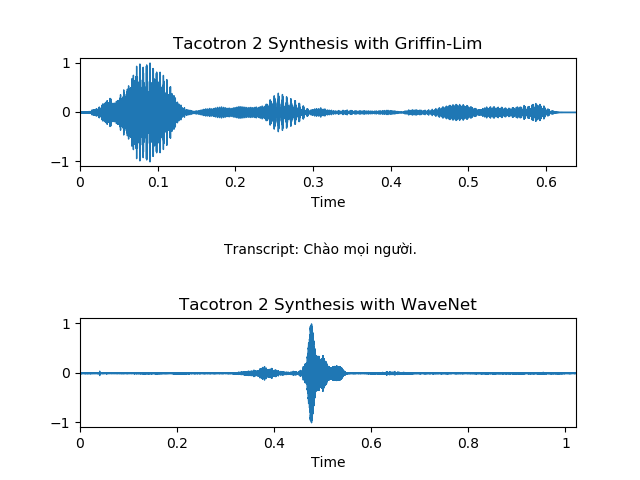 Tacotron 2 Synthesis with Griffin-Lim
1
0
−1
0 0.1 0.2 0.3 0.4 0.5 0.6
Time
Transcript: Chào mọi người.
Tacotron 2 Synthesis with WaveNet
1
0
−1
0 0.2 0.4 0.6 0.8 1
Time